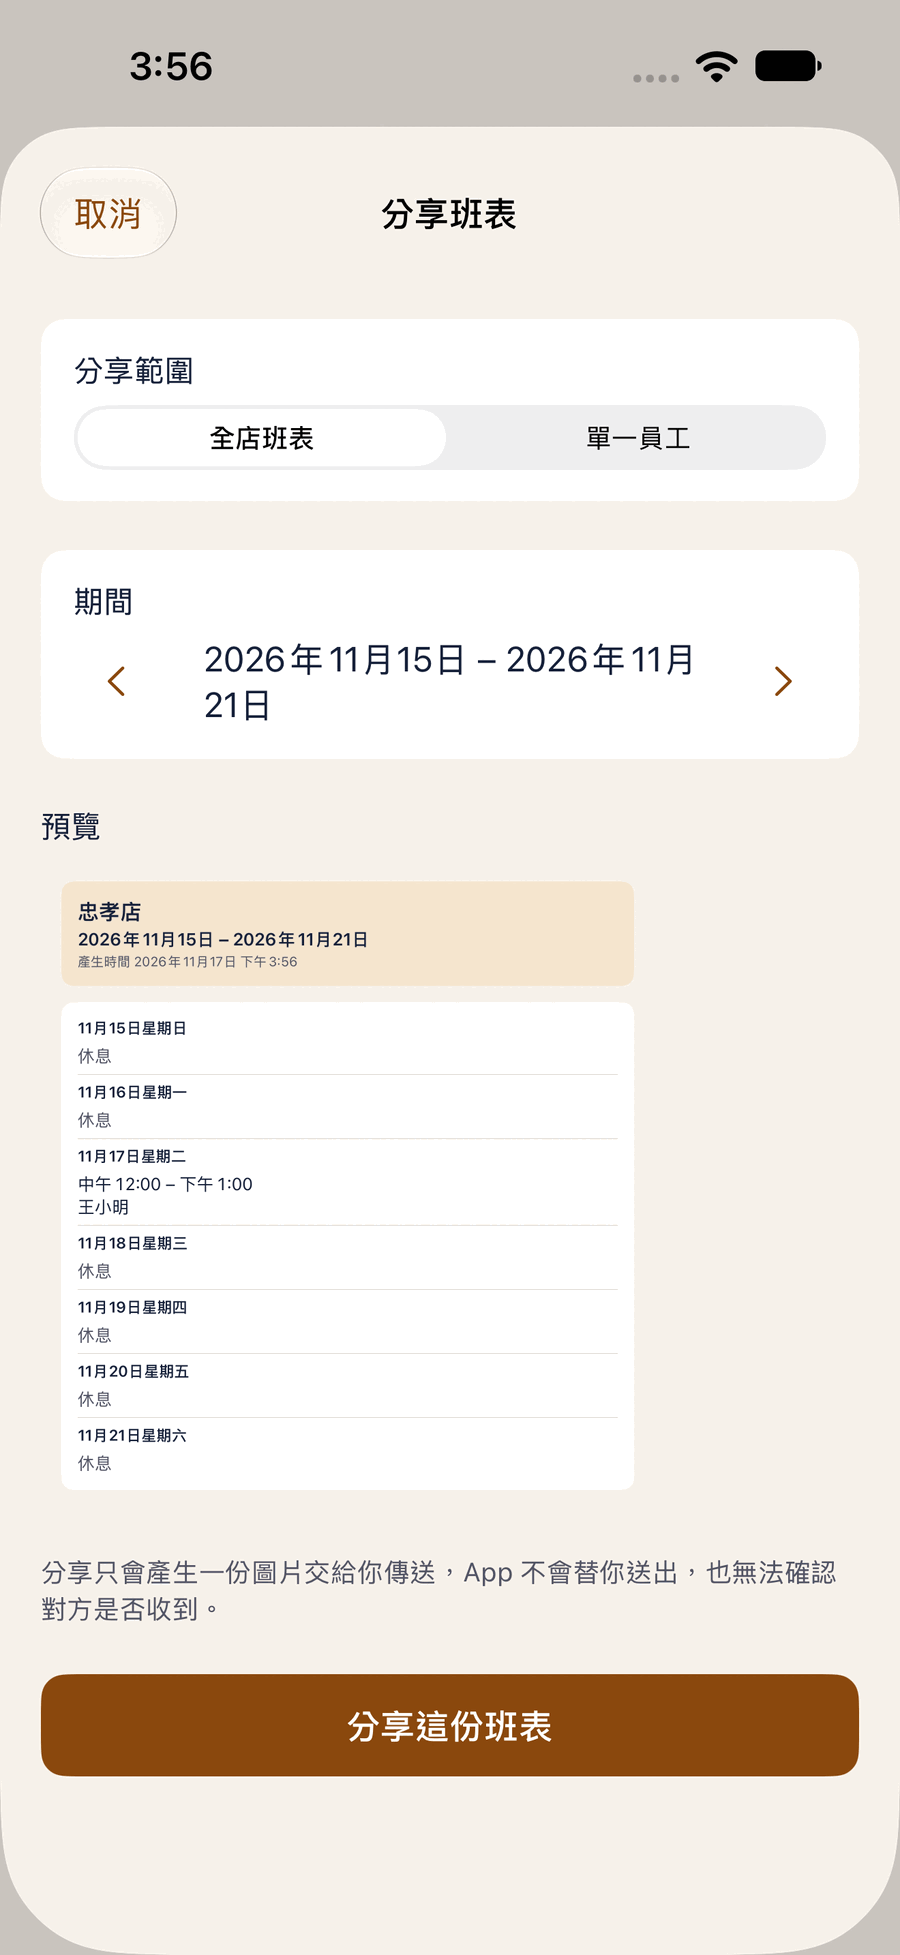 3:56
取消
分享班表
分享範圍
全店班表
單一員工
期間
2026年11月15日 – 2026年11月
21日
預覽
忠孝店
2026年11月15日 – 2026年11月21日
產生時間 2026年11月17日 下午3:56
11月15日星期日
休息
11月16日星期一
休息
11月17日星期二
中午 12:00 – 下午 1:00
王小明
11月18日星期三
休息
11月19日星期四
休息
11月20日星期五
休息
11月21日星期六
休息
分享只會產生一份圖片交給你傳送，App 不會替你送出，也無法確認
對方是否收到。
分享這份班表